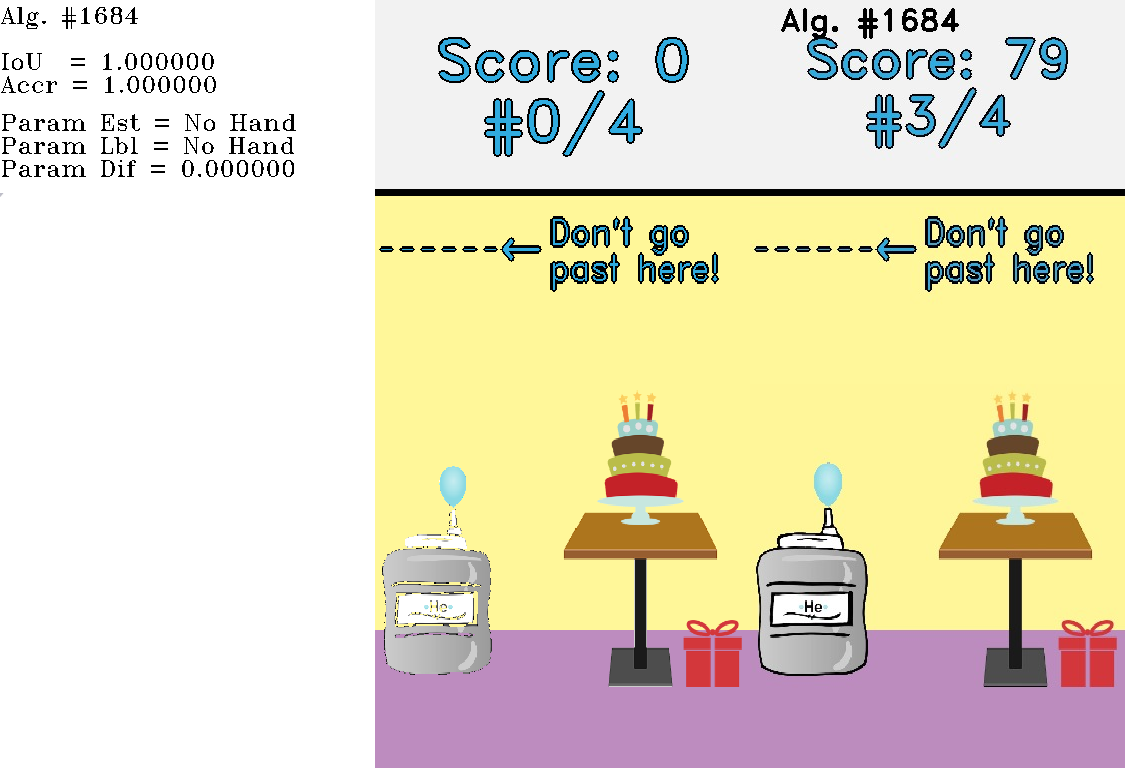 Alg. #1684
IoU = 1.000000
Accr = 1.000000
Param Est = No Hand
Param Lbl = No Hand
Param Dif = 0.000000
Score: 0
#0/4
Don't go
past here!
He
Alg. #1684
Score: 79
#3/4
Don't go
past here!
He